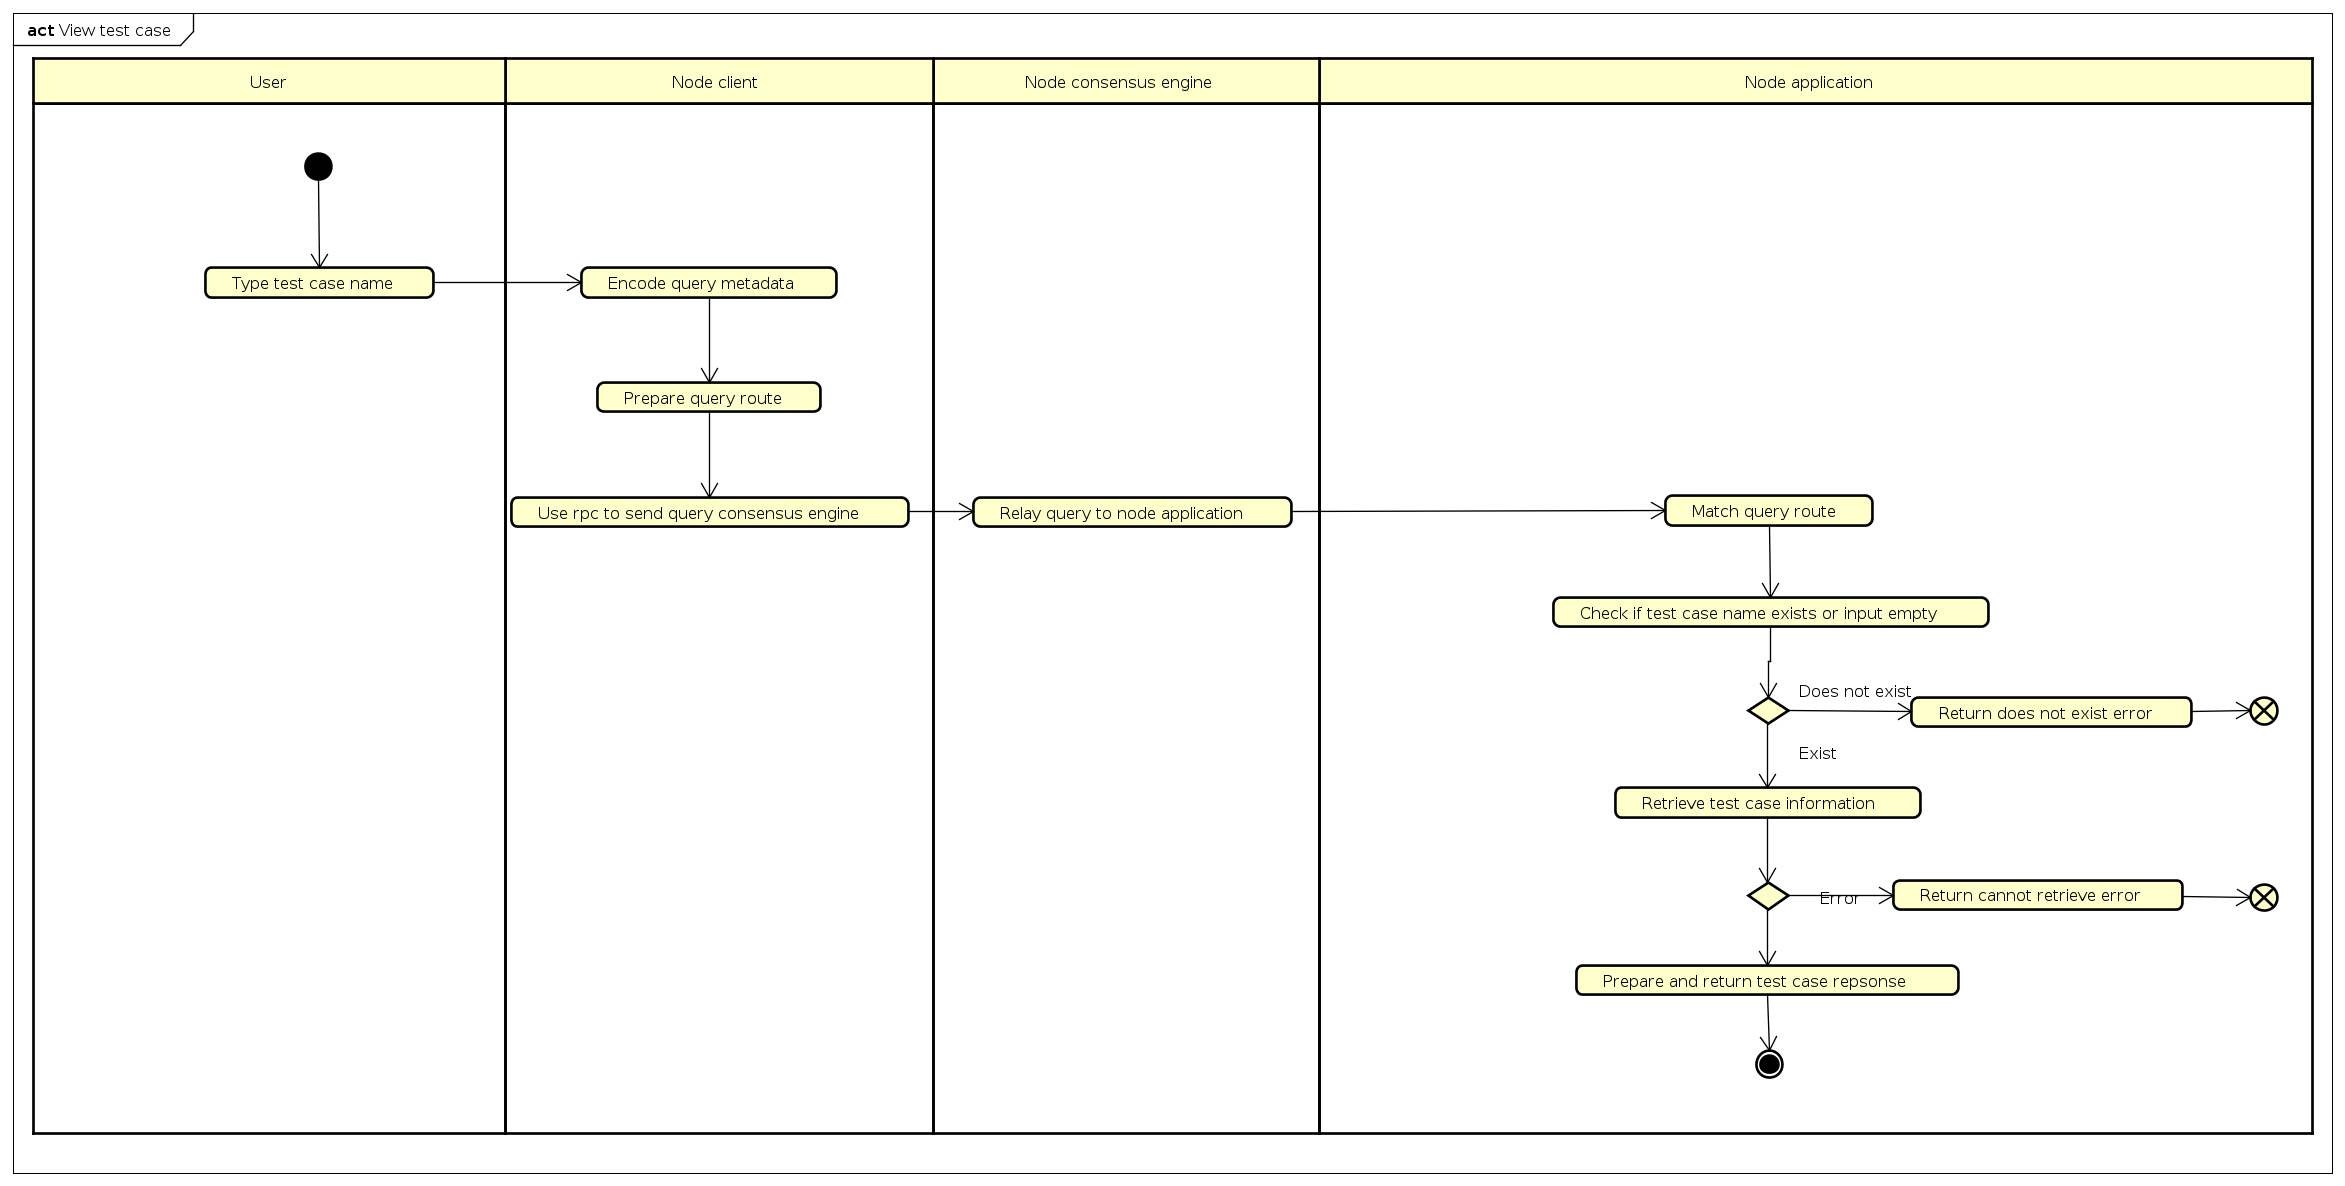 act View test case
User
Node client
Node consensus engine
Node application
Type test case name
Encode query metadata
Prepare query route
Use rpc to send query consensus engine
Relay query to node application
Match query route
Check if test case name exists or input empty
Does not exist
Return does not exist error
Exist
Retrieve test case information
Error
Return cannot retrieve error
Prepare and return test case repsonse